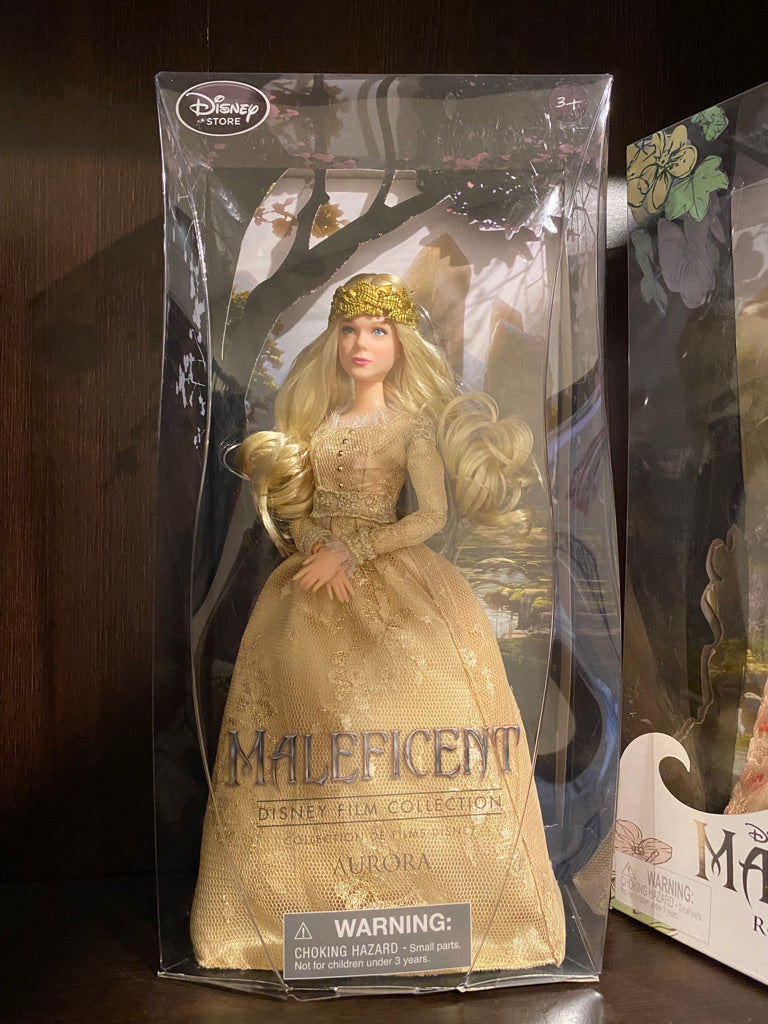 Disney
STORE
3+
MALEFICENT
DISNEY FILM COLLECTION
COLLECTION DE FILMS DISNEY
AURORA
⚠ WARNING:
CHOKING HAZARD - Small parts.
Not for children under 3 years.
MA
WARNING:
CHOKING HAZARD - Small parts.
Not for children under 3 years.